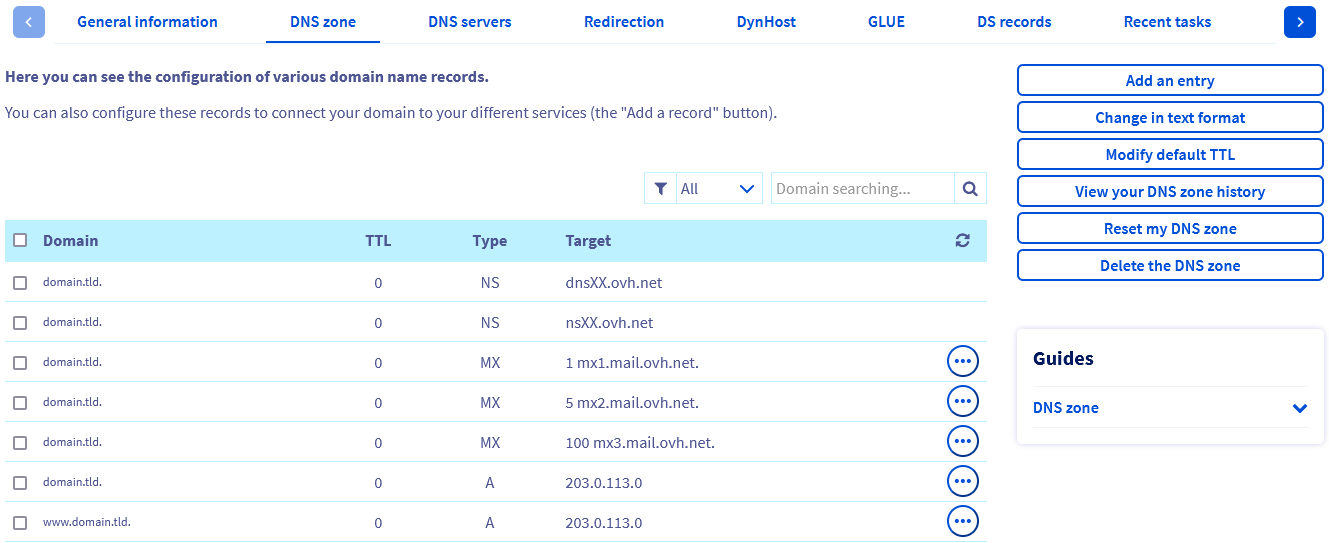 General information DNS zone DNS servers Redirection DynHost GLUE DS records Recent tasks
Here you can see the configuration of various domain name records.
You can also configure these records to connect your domain to your different services (the "Add a record" button).
All Domain searching...
Domain TTL Type Target
domain.tld. 0 NS dnsXX.ovh.net
domain.tld. 0 NS nsXX.ovh.net
domain.tld. 0 MX 1 mx1.mail.ovh.net.
domain.tld. 0 MX 5 mx2.mail.ovh.net.
domain.tld. 0 MX 100 mx3.mail.ovh.net.
domain.tld. 0 A 203.0.113.0
www.domain.tld. 0 A 203.0.113.0
Add an entry
Change in text format
Modify default TTL
View your DNS zone history
Reset my DNS zone
Delete the DNS zone
Guides
DNS zone